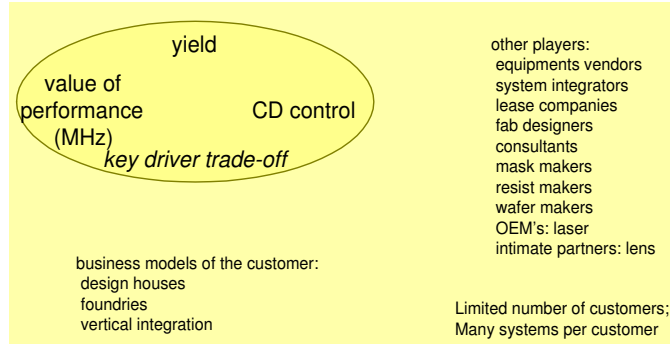 yield
value of
performance
(MHz)
CD control
key driver trade-off
other players:
equipments vendors
system integrators
lease companies
fab designers
consultants
mask makers
resist makers
wafer makers
OEM's: laser
intimate partners: lens
business models of the customer:
design houses
foundries
vertical integration
Limited number of customers;
Many systems per customer